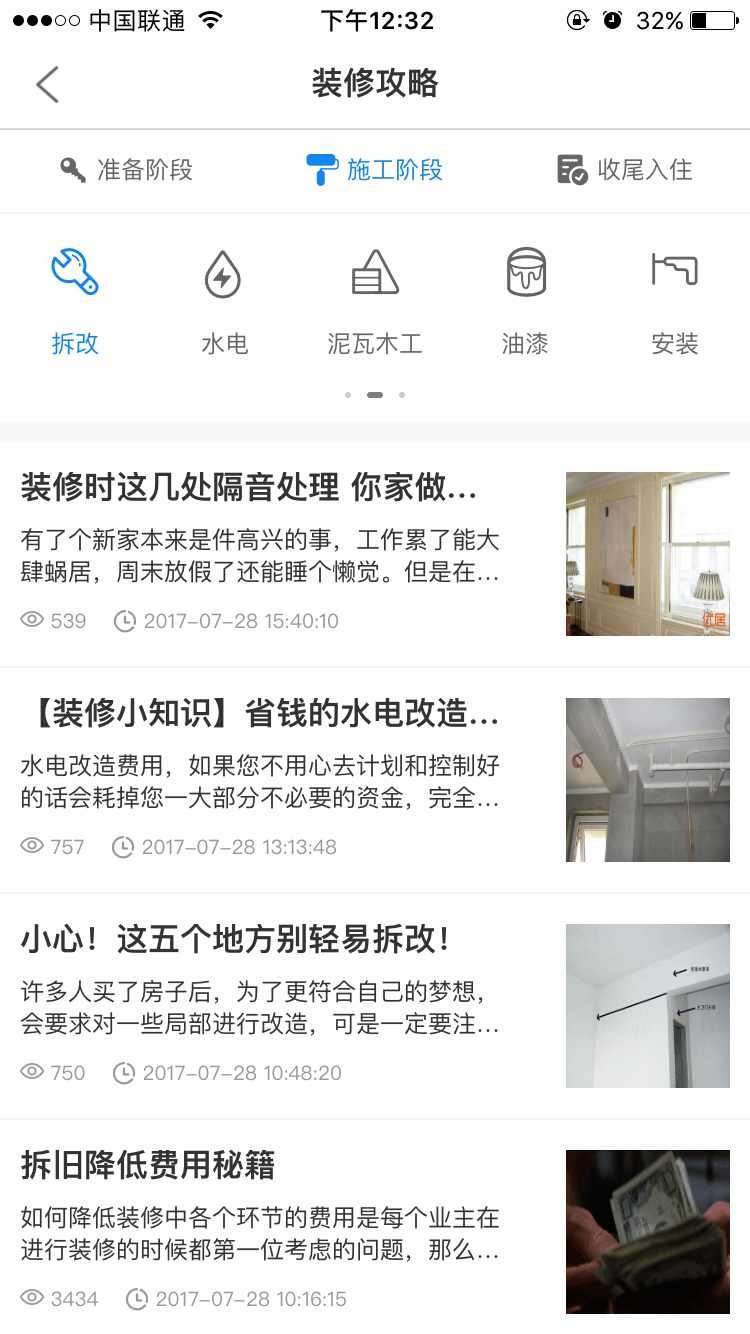 中国联通 下午12:32 32%
装修攻略
准备阶段 施工阶段 收尾入住
拆改 水电 泥瓦木工 油漆 安装
装修时这几处隔音处理 你家做...
有了个新家本来是件高兴的事，工作累了能大
肆蜗居，周末放假了还能睡个懒觉。但是在...
539 2017-07-28 15:40:10
优居
【装修小知识】省钱的水电改造...
水电改造费用，如果您不用心去计划和控制好
的话会耗掉您一大部分不必要的资金，完全...
757 2017-07-28 13:13:48
小心！这五个地方别轻易拆改！
许多人买了房子后，为了更符合自己的梦想，
会要求对一些局部进行改造，可是一定要注...
750 2017-07-28 10:48:20
拆旧降低费用秘籍
如何降低装修中各个环节的费用是每个业主在
进行装修的时候都第一位考虑的问题，那么...
3434 2017-07-28 10:16:15